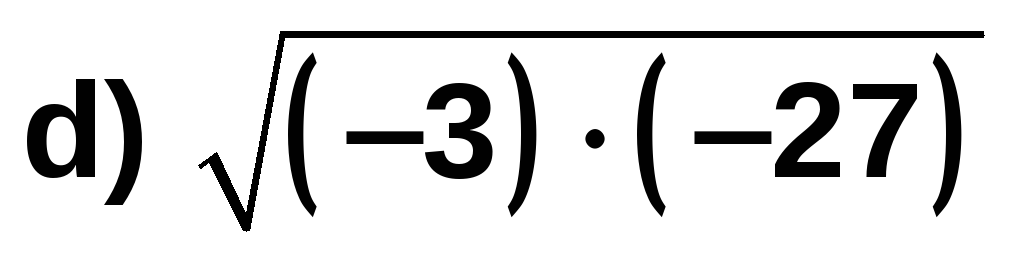 d) √(–3) · (–27)